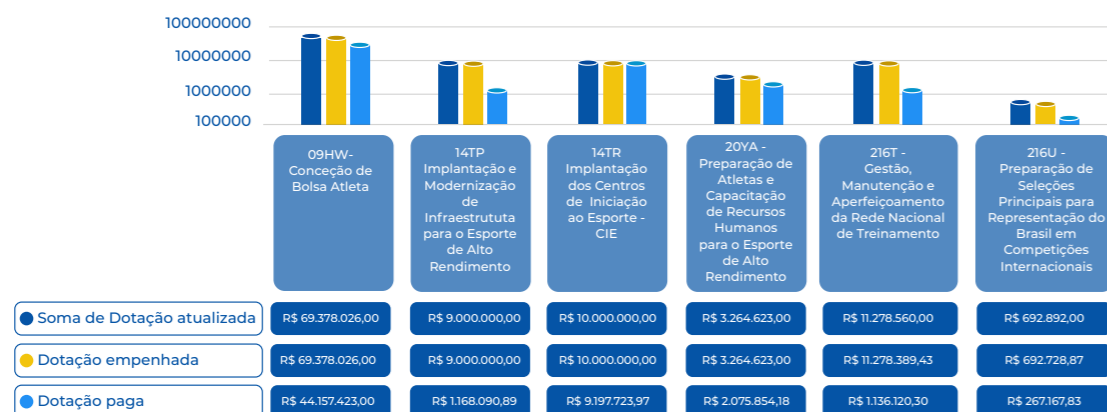 100000000
10000000
1000000
100000
09HW-
Conceção de
Bolsa Atleta
14TP
Implantação e
Modernização
de
Infraestrututa
para o Esporte
de Alto
Rendimento
14TR
Implantação
dos Centros
de Iniciação
ao Esporte -
CIE
20YA -
Preparação de
Atletas e
Capacitação
de Recursos
Humanos
para o Esporte
de Alto
Rendimento
216T -
Gestão,
Manutenção e
Aperfeiçoamento
da Rede Nacional
de Treinamento
216U -
Preparação de
Seleções
Principais para
Representação do
Brasil em
Competições
Internacionais
Soma de Dotação atualizada R$ 69.378.026,00 R$ 9.000.000,00 R$ 10.000.000,00 R$ 3.264.623,00 R$ 11.278.560,00 R$ 692.892,00
Dotação empenhada R$ 69.378.026,00 R$ 9.000.000,00 R$ 10.000.000,00 R$ 3.264.623,00 R$ 11.278.389,43 R$ 692.728,87
Dotação paga R$ 44.157.423,00 R$ 1.168.090,89 R$ 9.197.723,97 R$ 2.075.854,18 R$ 1.136.120,30 R$ 267.167,83